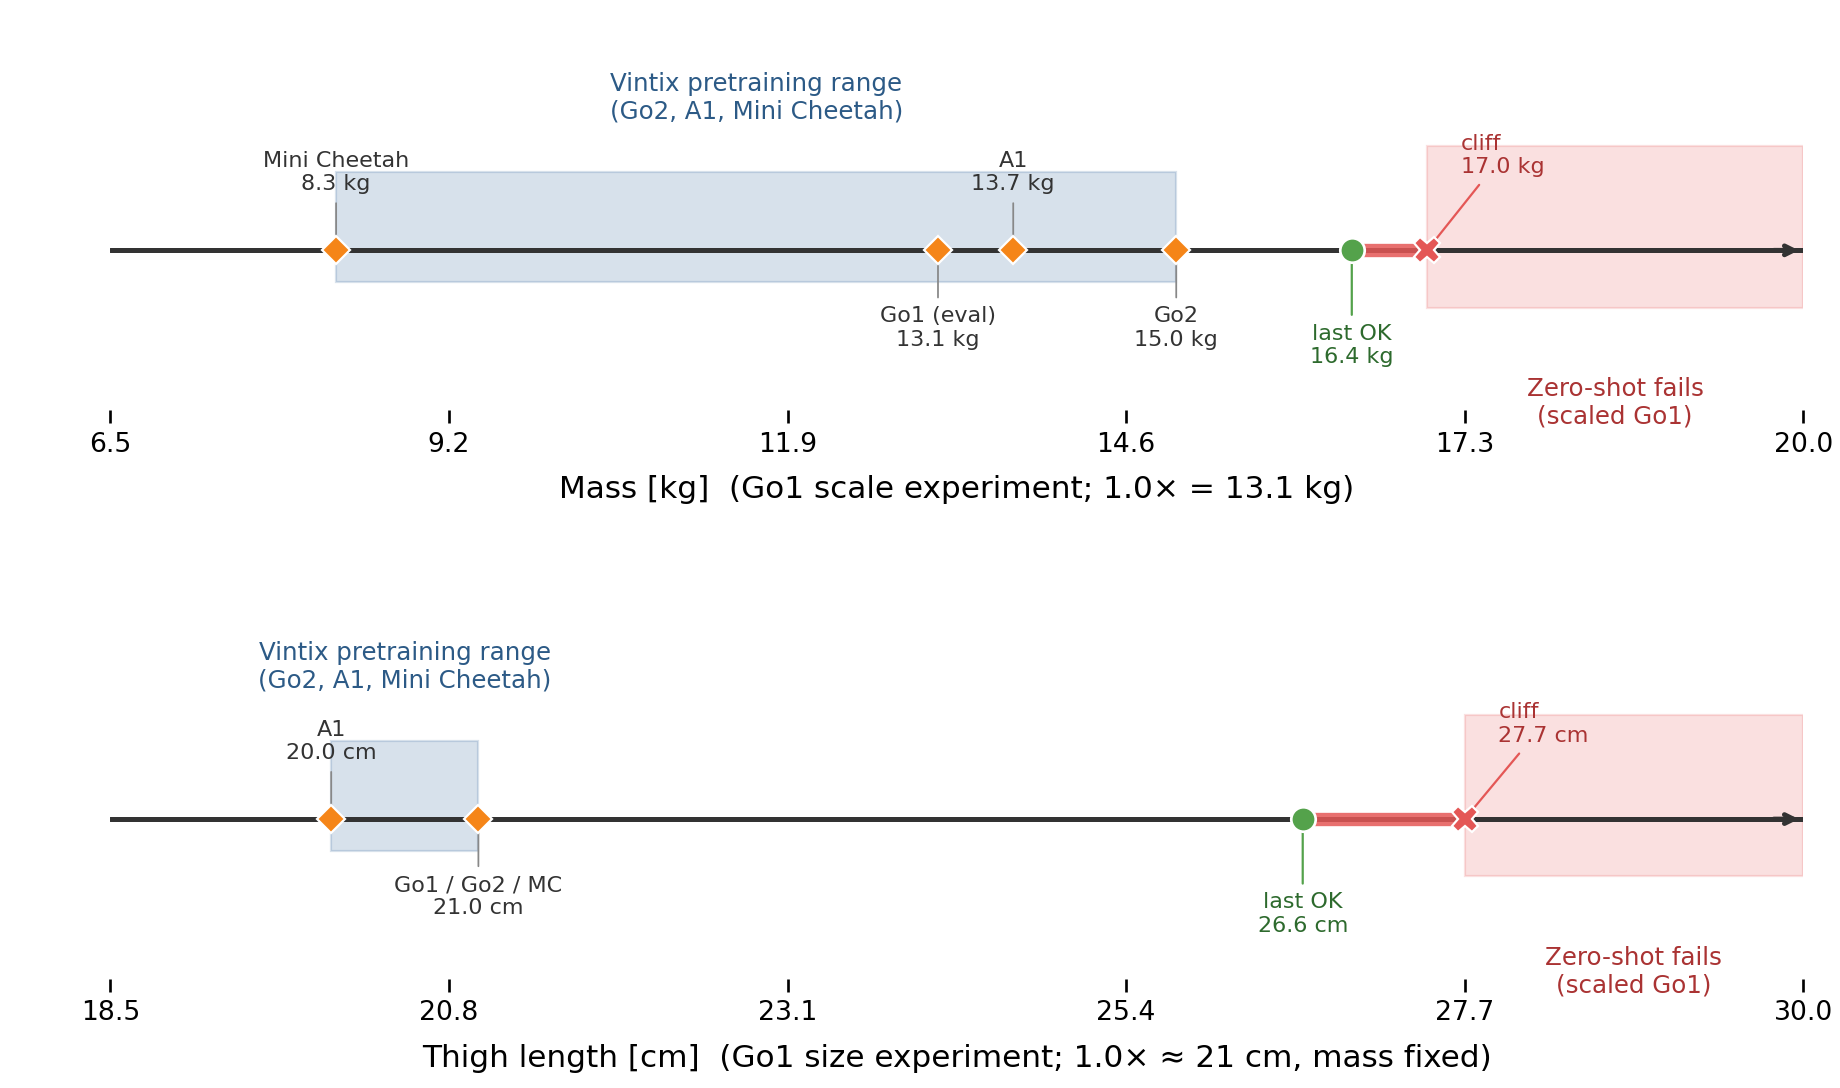 Vintix pretraining range
(Go2, A1, Mini Cheetah)
cliff
17.0 kg
Mini Cheetah
8.3 kg
A1
13.7 kg
Go1 (eval)
13.1 kg
Go2
15.0 kg
last OK
16.4 kg
Zero-shot fails
(scaled Go1)
6.5
9.2
11.9
14.6
17.3
20.0
Mass [kg]  (Go1 scale experiment; 1.0× = 13.1 kg)
Vintix pretraining range
(Go2, A1, Mini Cheetah)
cliff
27.7 cm
A1
20.0 cm
Go1 / Go2 / MC
21.0 cm
last OK
26.6 cm
Zero-shot fails
(scaled Go1)
18.5
20.8
23.1
25.4
27.7
30.0
Thigh length [cm]  (Go1 size experiment; 1.0× ≈ 21 cm, mass fixed)